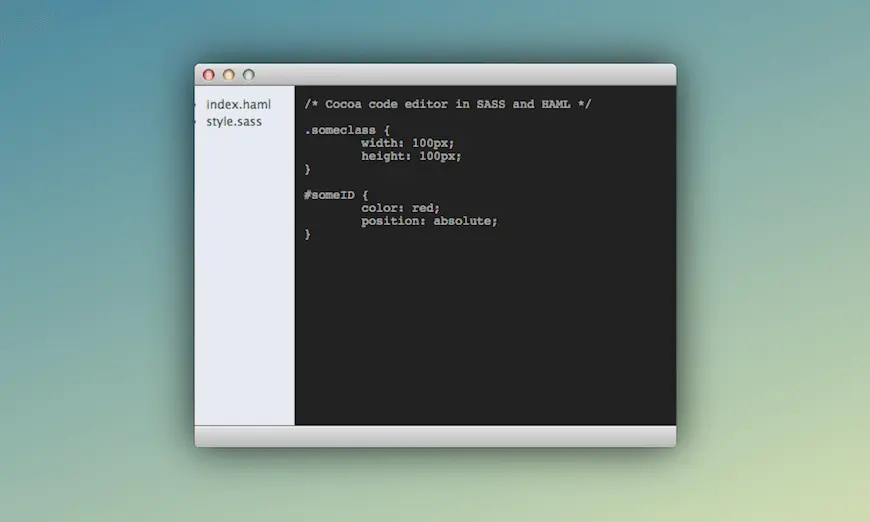 index.haml
style.sass
/* Cocoa code editor in SASS and HAML */
.someclass {
width: 100px;
height: 100px;
}
#someID {
color: red;
position: absolute;
}